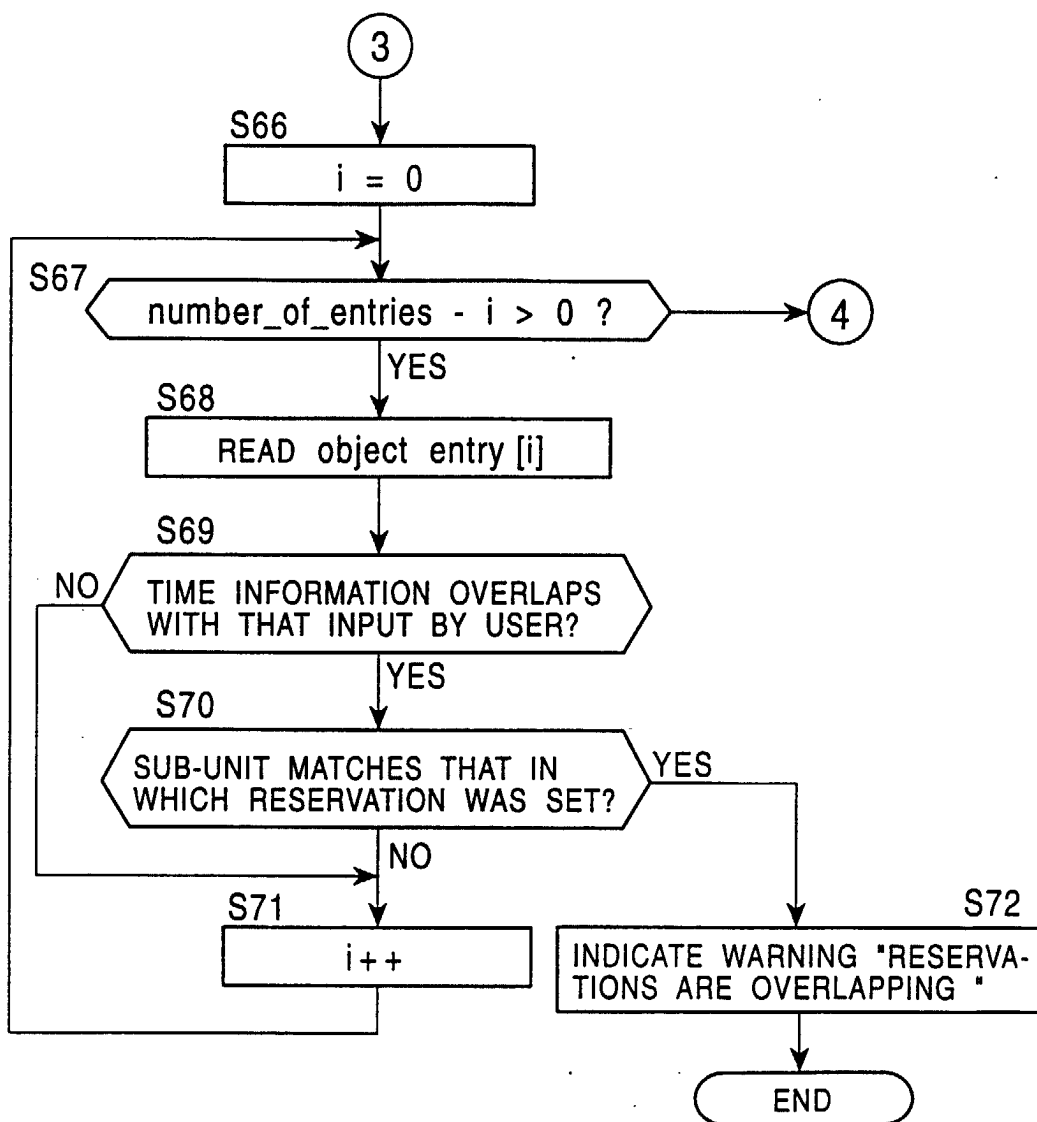 3
S66
i = 0
S67
number_of_entries - i > 0 ?
4
YES
S68
READ object entry [i]
S69
NO
TIME INFORMATION OVERLAPS
WITH THAT INPUT BY USER?
YES
S70
SUB-UNIT MATCHES THAT IN
WHICH RESERVATION WAS SET?
YES
NO
S71
i++
S72
INDICATE WARNING "RESERVA-
TIONS ARE OVERLAPPING "
END